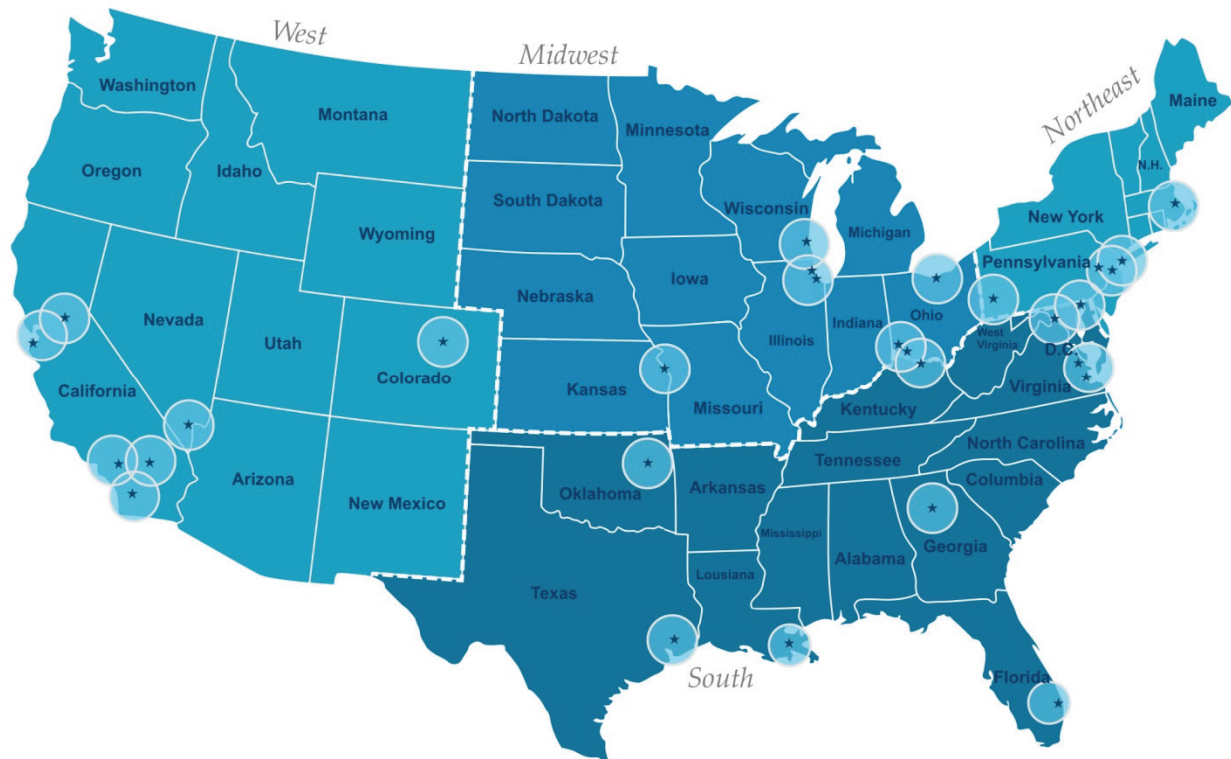 West
Midwest
Northeast
Washington
Montana
North Dakota
Minnesota
Maine
Oregon
Idaho
N.H.
South Dakota
Wisconsin
New York
Wyoming
Michigan
Pennsylvania
Iowa
Nebraska
Nevada
Ohio
Utah
Indiana
Illinois
West
Virginia
D.C.
Colorado
California
Kansas
Virginia
Missouri
Kentucky
North Carolina
Tennessee
Arizona
Columbia
Arkansas
Oklahoma
New Mexico
Mississippi
Georgia
Alabama
Lousiana
Texas
South
Florida